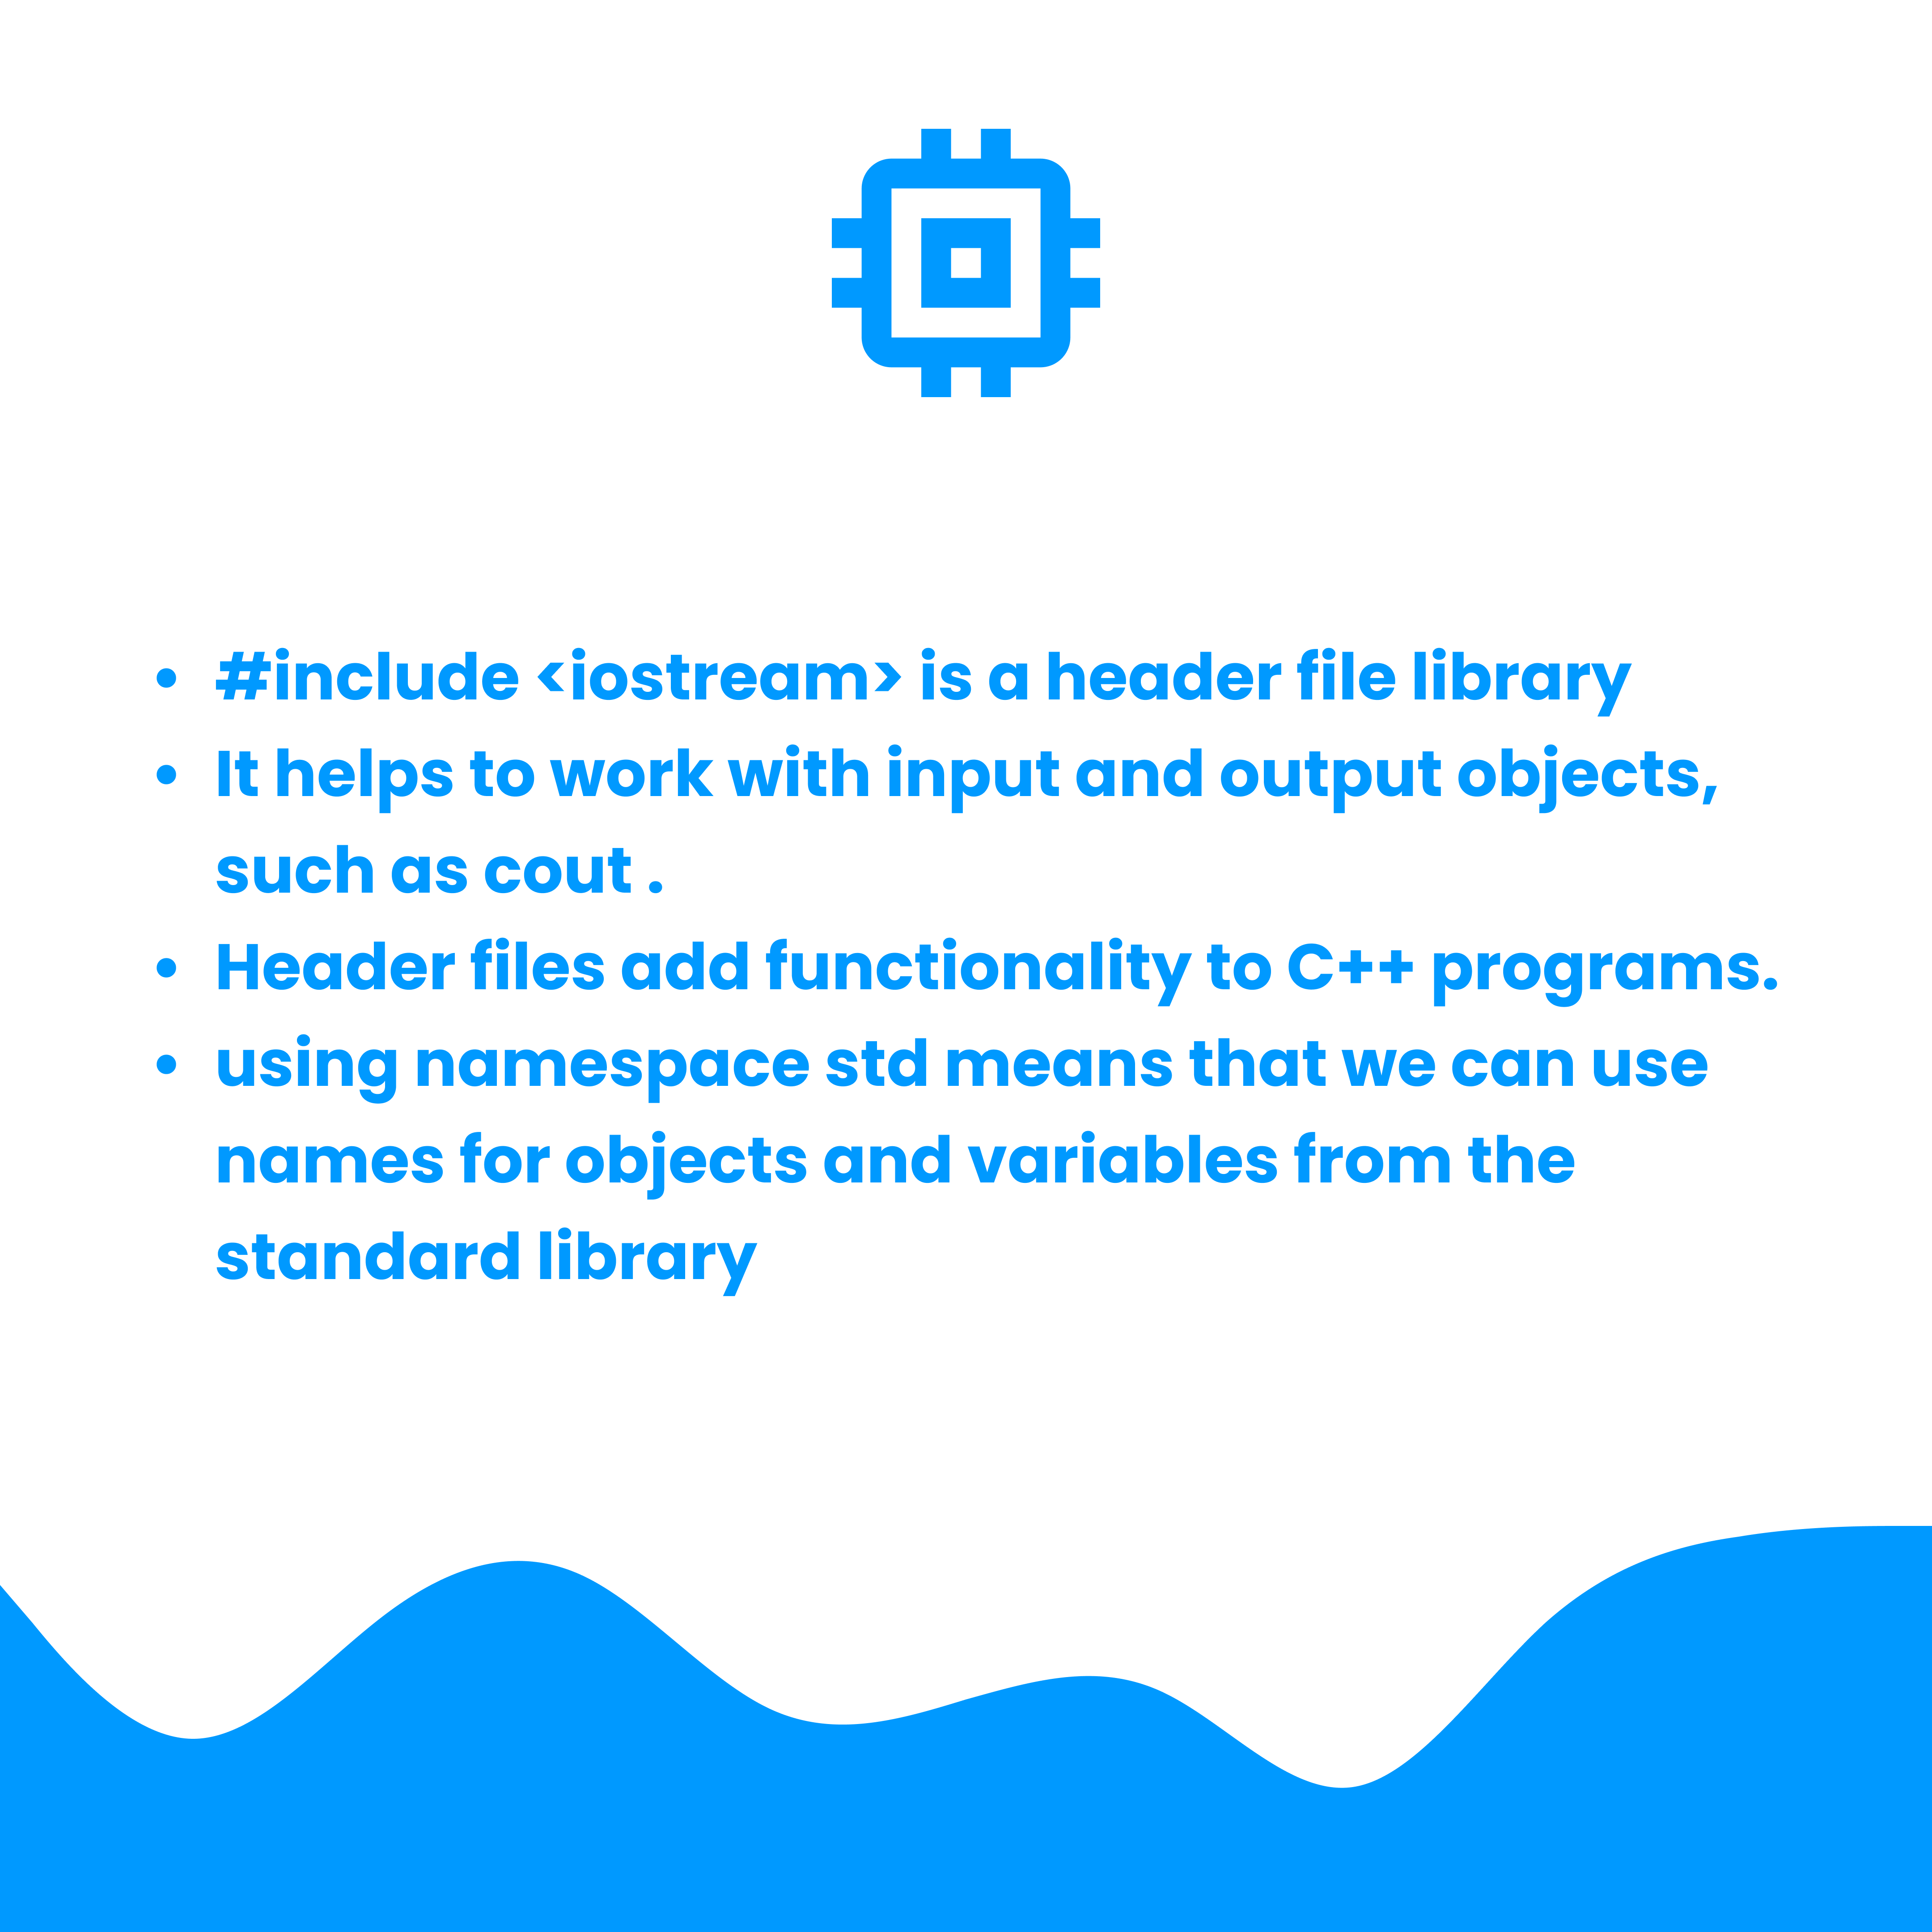 • #include <iostream> is a header file library
• It helps to work with input and output objects,
such as cout .
• Header files add functionality to C++ programs.
• using namespace std means that we can use
names for objects and variables from the
standard library